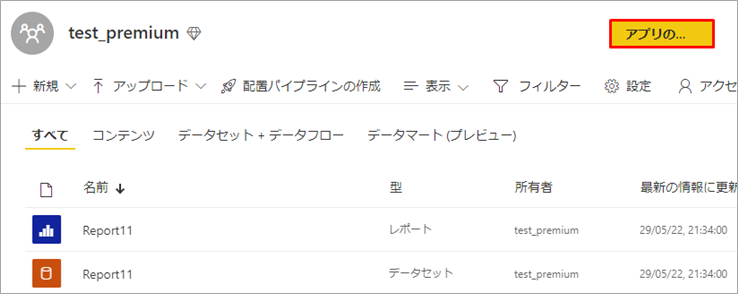 test_premium
アプリの...
新規 アップロード 配置パイプラインの作成 表示 フィルター 設定 アクセ
すべて コンテンツ データセット + データフロー データマート (プレビュー)
名前 型 所有者 最新の情報に更新
Report11 レポート test_premium 29/05/22, 21:34:00
Report11 データセット test_premium 29/05/22, 21:34:00